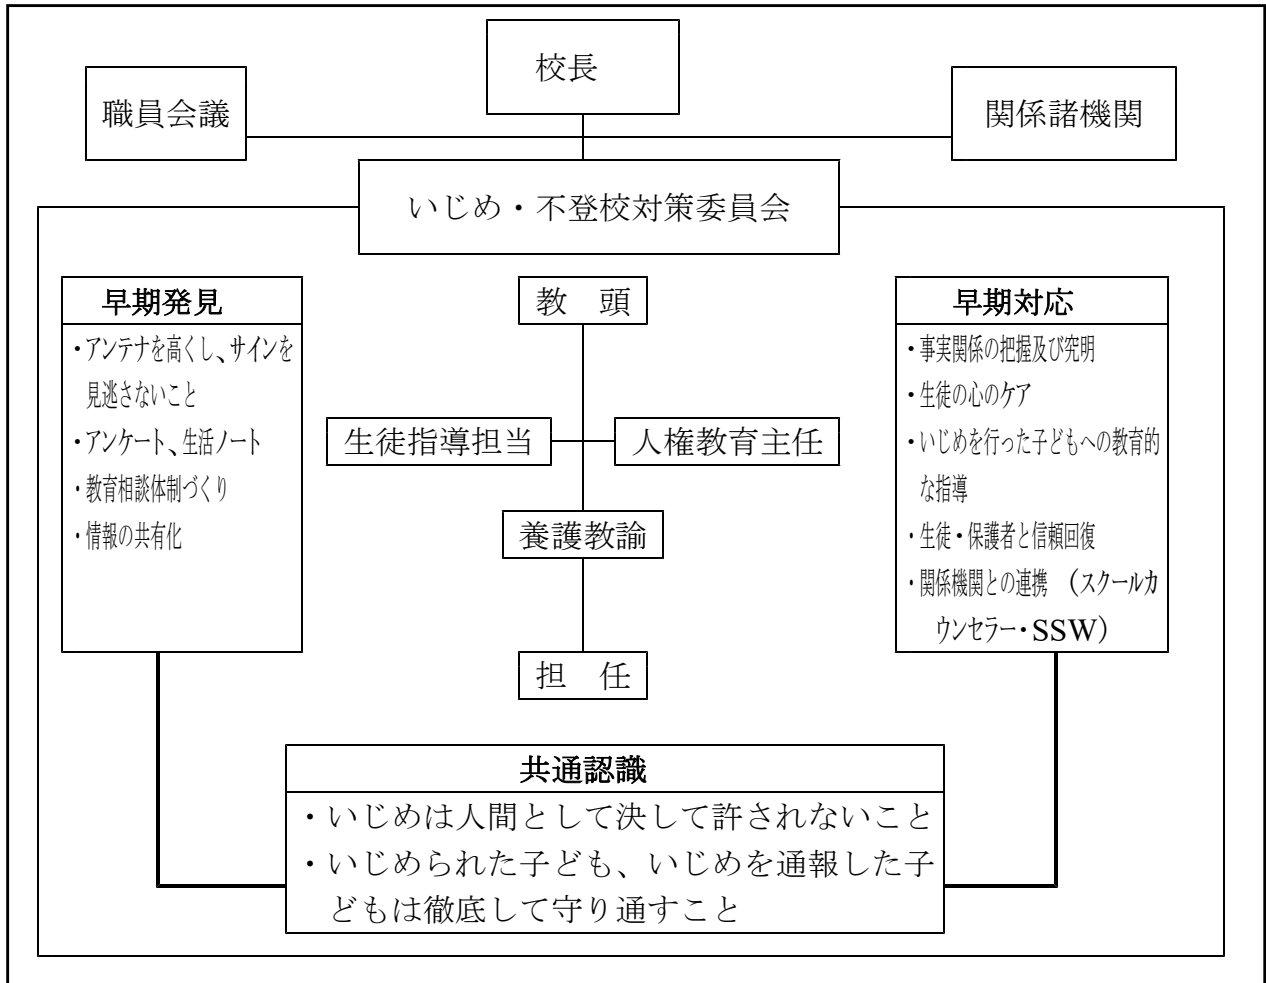 校長
職員会議
関係諸機関
いじめ・不登校対策委員会
早期発見
・アンテナを高くし、サインを
見逃さないこと
・アンケート、生活ノート
・教育相談体制づくり
・情報の共有化
教　頭
生徒指導担当
人権教育主任
養護教諭
担　任
早期対応
・事実関係の把握及び究明
・生徒の心のケア
・いじめを行った子どもへの教育的
な指導
・生徒・保護者と信頼回復
・関係機関との連携　（スクールカ
ウンセラー・SSW）
共通認識
・いじめは人間として決して許されないこと
・いじめられた子ども、いじめを通報した子
どもは徹底して守り通すこと